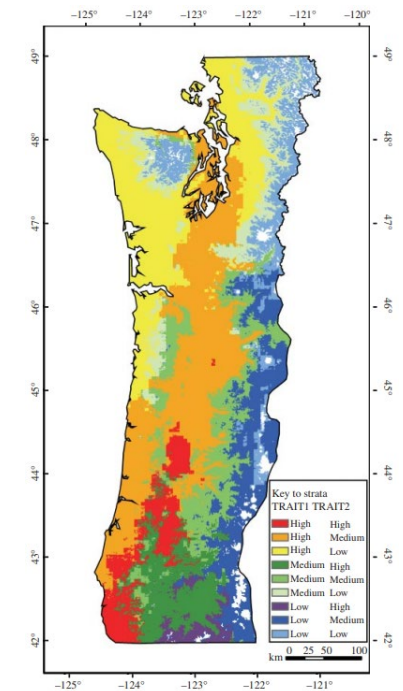 −125° −124° −123° −122° −121° −120°
49° 49°
48° 48°
47° 47°
46° 46°
45° 45°
44° 44°
43° 43°
42° 42°
Key to strata
TRAIT1 TRAIT2
High High
High Medium
High Low
Medium High
Medium Medium
Medium Low
Low High
Low Medium
Low Low
0 25 50 100
km
−125° −124° −123° −122° −121°